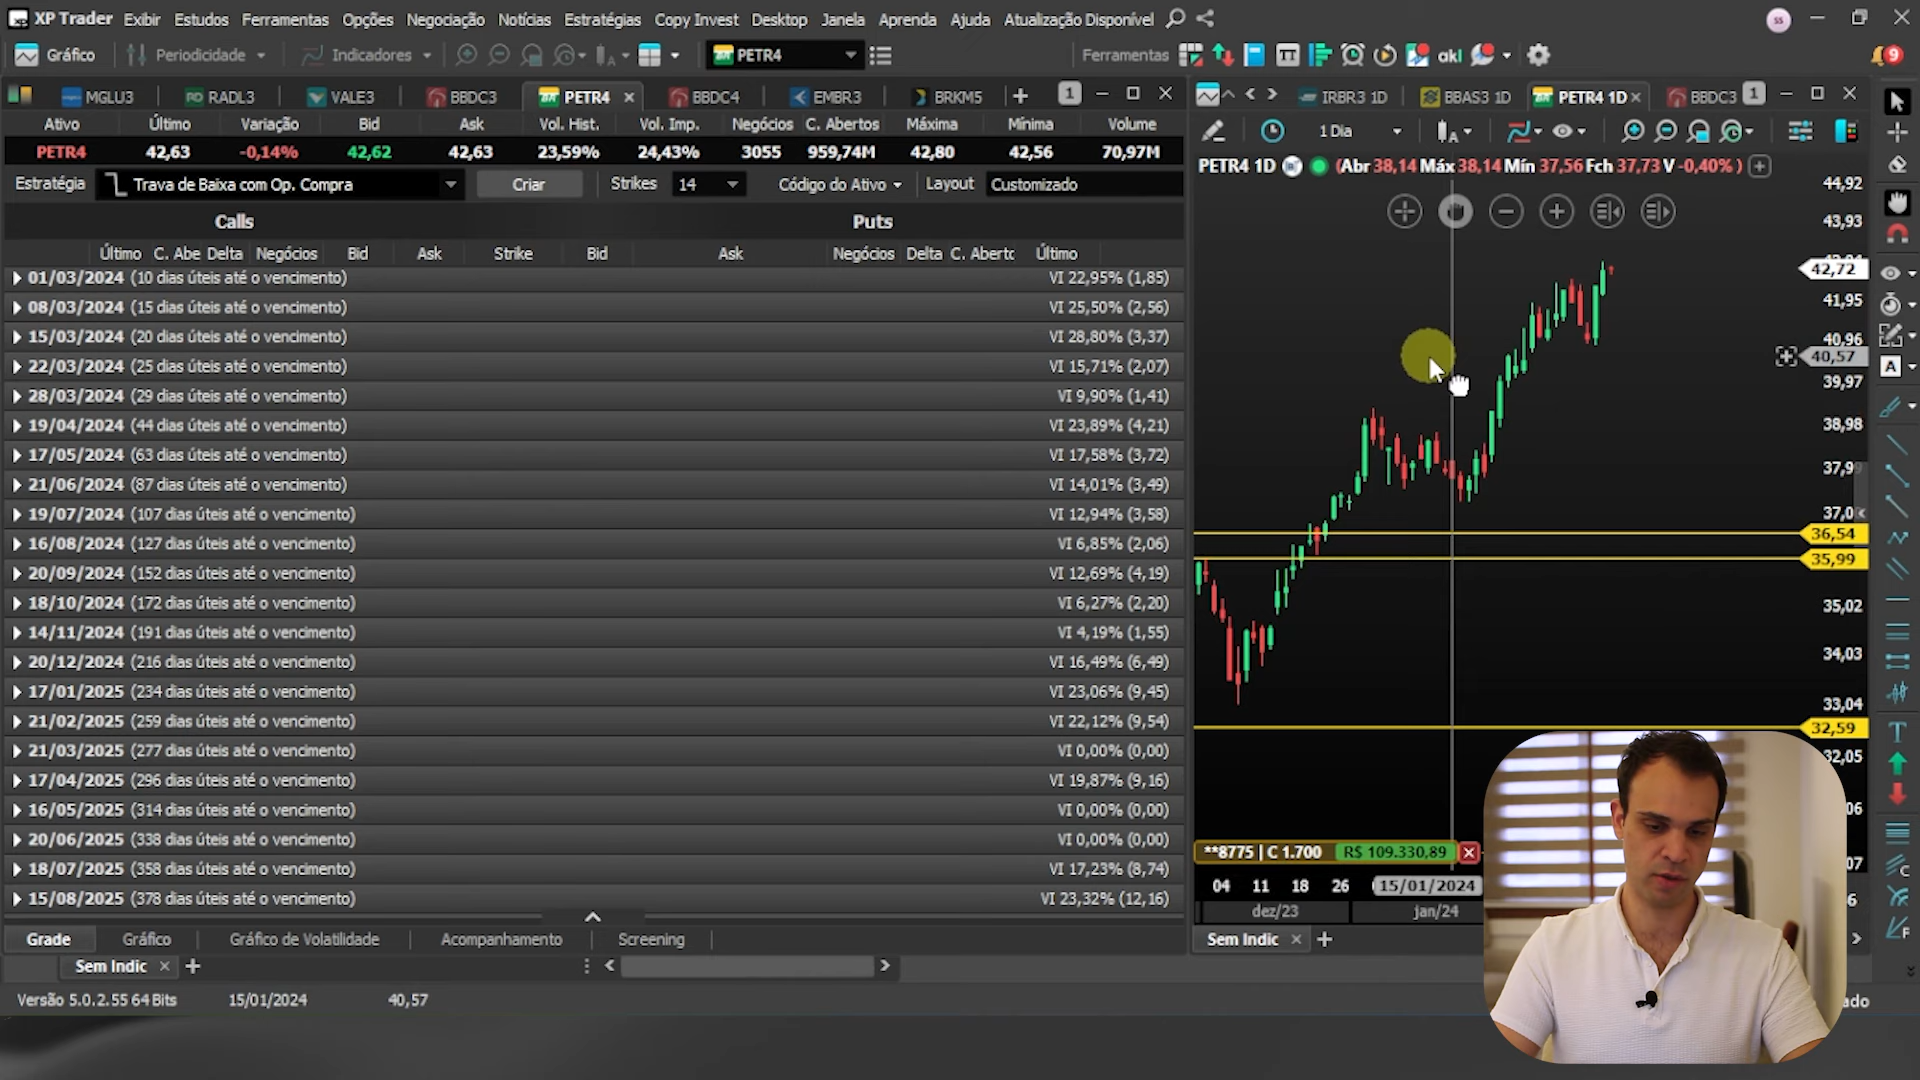 XP Trader Exibir Estudos Ferramentas Opções Negociação Notícias Estratégias Copy Invest Desktop Janela Aprenda Ajuda Atualização Disponível SS
Gráfico Periodicidade Indicadores PETR4 Ferramentas akl 9
MGLU3 RADL3 VALE3 BBDC3 PETR4 BBDC4 EMBR3 BRKM5 1
Ativo Último Variação Bid Ask Vol. Hist. Vol. Imp. Negócios C. Abertos Máxima Mínima Volume
PETR4 42,63 -0,14% 42,62 42,63 23,59% 24,43% 3055 959,74M 42,80 42,56 70,97M
Estratégia Trava de Baixa com Op. Compra Criar Strikes 14 Código do Ativo Layout Customizado
Calls Puts
Último C. Abe Delta Negócios Bid Ask Strike Bid Ask Negócios Delta C. Aberto Último
01/03/2024 (10 dias úteis até o vencimento) VI 22,95% (1,85)
08/03/2024 (15 dias úteis até o vencimento) VI 25,50% (2,56)
15/03/2024 (20 dias úteis até o vencimento) VI 28,80% (3,37)
22/03/2024 (25 dias úteis até o vencimento) VI 15,71% (2,07)
28/03/2024 (29 dias úteis até o vencimento) VI 9,90% (1,41)
19/04/2024 (44 dias úteis até o vencimento) VI 23,89% (4,21)
17/05/2024 (63 dias úteis até o vencimento) VI 17,58% (3,72)
21/06/2024 (87 dias úteis até o vencimento) VI 14,01% (3,49)
19/07/2024 (107 dias úteis até o vencimento) VI 12,94% (3,58)
16/08/2024 (127 dias úteis até o vencimento) VI 6,85% (2,06)
20/09/2024 (152 dias úteis até o vencimento) VI 12,69% (4,19)
18/10/2024 (172 dias úteis até o vencimento) VI 6,27% (2,20)
14/11/2024 (191 dias úteis até o vencimento) VI 4,19% (1,55)
20/12/2024 (216 dias úteis até o vencimento) VI 16,49% (6,49)
17/01/2025 (234 dias úteis até o vencimento) VI 23,06% (9,45)
21/02/2025 (259 dias úteis até o vencimento) VI 22,12% (9,54)
21/03/2025 (277 dias úteis até o vencimento) VI 0,00% (0,00)
17/04/2025 (296 dias úteis até o vencimento) VI 19,87% (9,16)
16/05/2025 (314 dias úteis até o vencimento) VI 0,00% (0,00)
20/06/2025 (338 dias úteis até o vencimento) VI 0,00% (0,00)
18/07/2025 (358 dias úteis até o vencimento) VI 17,23% (8,74)
15/08/2025 (378 dias úteis até o vencimento) VI 23,32% (12,16)
Grade Gráfico Gráfico de Volatilidade Acompanhamento Screening
Sem Indic
Versão 5.0.2.55 64 Bits 15/01/2024 40,57
IRBR3 1D BBAS3 1D PETR4 1D BBDC3 1
1 Dia
PETR4 1D (Abr 38,14 Máx 38,14 Mín 37,56 Fch 37,73 V -0,40% )
44,92
43,93
42,72
41,95
40,96
40,57
39,97
38,98
37,9
37,0
36,54
35,99
35,02
34,03
33,04
32,59
32,05
06
07
**8775 | C 1.700 R$ 109.330,89
04 11 18 26 15/01/2024
dez/23 jan/24
Sem Indic
ado